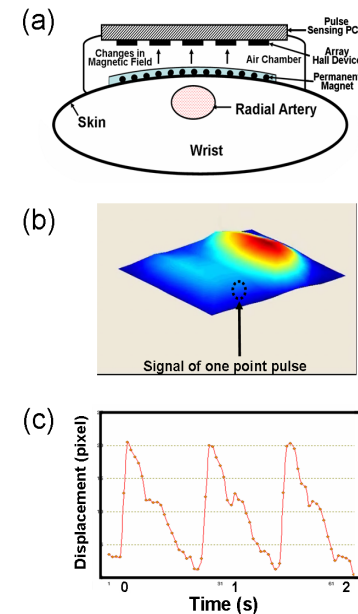 (a)
Pulse
Sensing PC
Changes in
Magnetic Field
Air Chamber
Array
Hall Device
Permanent
Magnet
Skin
Radial Artery
Wrist
(b)
Signal of one point pulse
(c)
Displacement (pixel)
0
1
2
Time (s)